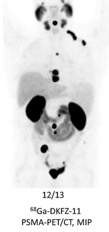 12/13
⁶⁸Ga-DKFZ-11
PSMA-PET/CT, MIP